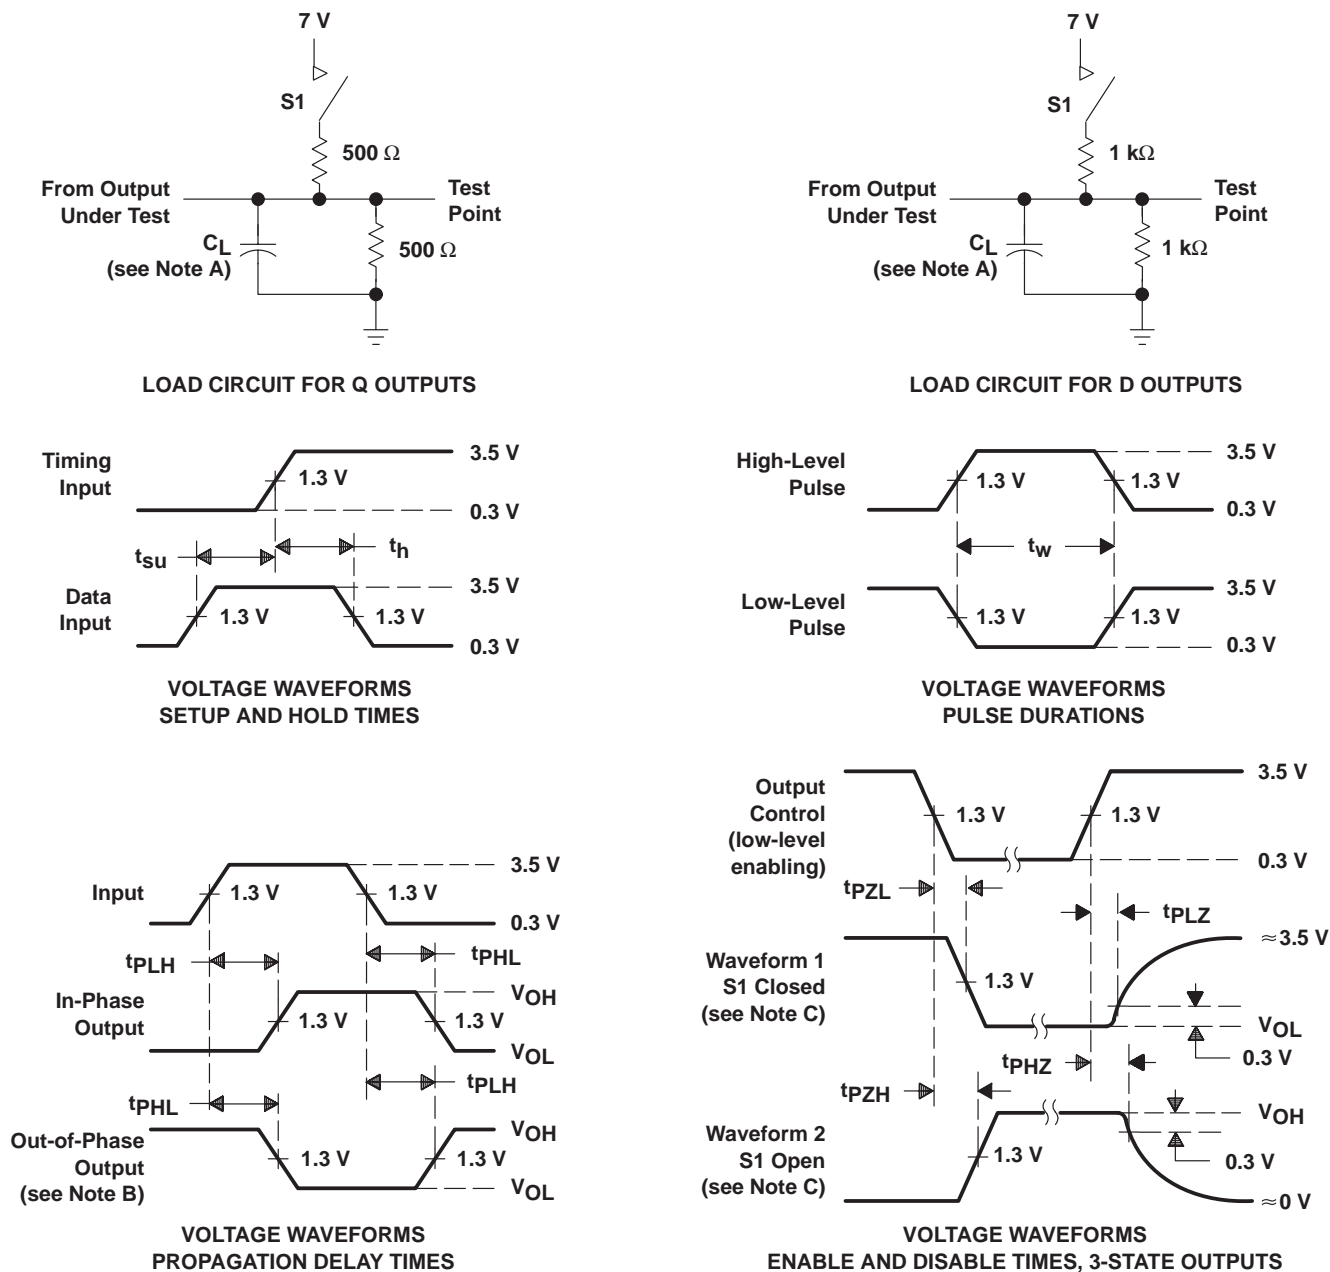 7 V
S1
500 Ω
From Output
Under Test
Test
Point
CL
(see Note A)
500 Ω
LOAD CIRCUIT FOR Q OUTPUTS
7 V
S1
1 kΩ
From Output
Under Test
Test
Point
CL
(see Note A)
1 kΩ
LOAD CIRCUIT FOR D OUTPUTS
Timing
Input
3.5 V
1.3 V
0.3 V
tsu
th
Data
Input
3.5 V
1.3 V
1.3 V
0.3 V
VOLTAGE WAVEFORMS
SETUP AND HOLD TIMES
High-Level
Pulse
3.5 V
1.3 V
1.3 V
0.3 V
tw
Low-Level
Pulse
3.5 V
1.3 V
1.3 V
0.3 V
VOLTAGE WAVEFORMS
PULSE DURATIONS
Input
3.5 V
1.3 V
1.3 V
0.3 V
tPLH
tPHL
In-Phase
Output
VOH
1.3 V
1.3 V
VOL
tPHL
tPLH
Out-of-Phase
Output
(see Note B)
VOH
1.3 V
1.3 V
VOL
VOLTAGE WAVEFORMS
PROPAGATION DELAY TIMES
Output
Control
(low-level
enabling)
3.5 V
1.3 V
1.3 V
0.3 V
tPZL
tPLZ
Waveform 1
S1 Closed
(see Note C)
≈3.5 V
1.3 V
VOL
0.3 V
tPHZ
tPZH
Waveform 2
S1 Open
(see Note C)
VOH
1.3 V
0.3 V
≈0 V
VOLTAGE WAVEFORMS
ENABLE AND DISABLE TIMES, 3-STATE OUTPUTS